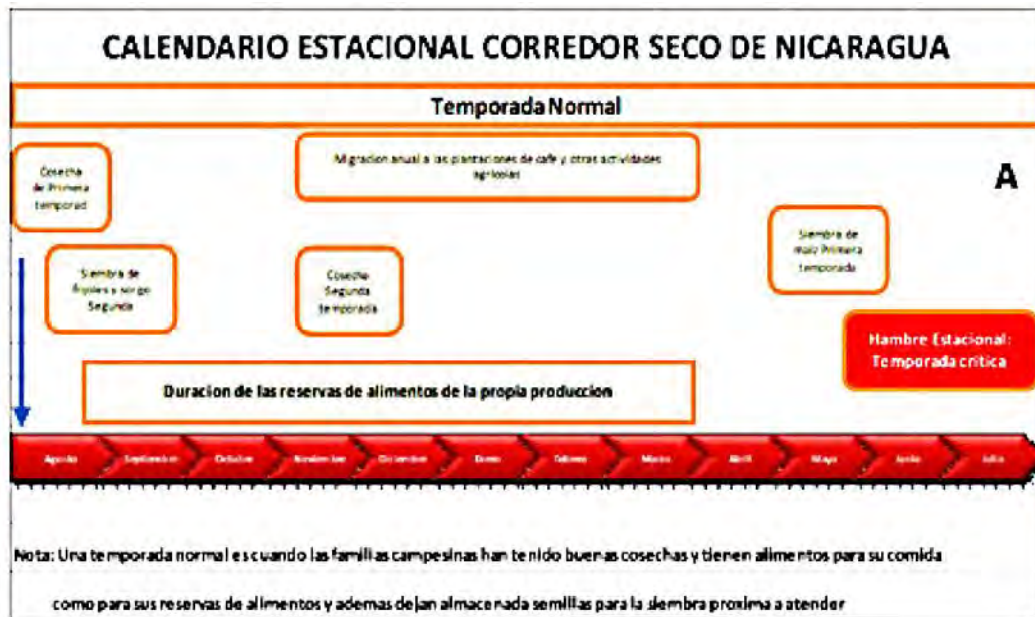 CALENDARIO ESTACIONAL CORREDOR SECO DE NICARAGUA
Temporada Normal
Cosecha
de Primera
temporad
Migracion anual a las plantaciones de cafe y otras actividades
agricolas
A
Siembra de
maiz Primera
temporada
Siembra de
frijoles y sorgo
Segunda
Cosecha
Segunda
temporada
Hambre Estacional:
Temporada critica
Duracion de las reservas de alimentos de la propia produccion
Agosto Septiembre Octubre Noviembre Diciembre Enero Febrero Marzo Abril Mayo Junio Julio
Nota: Una temporada normal es cuando las familias campesinas han tenido buenas cosechas y tienen alimentos para su comida
como para sus reservas de alimentos y ademas dejan almacenada semillas para la siembra proxima a atender